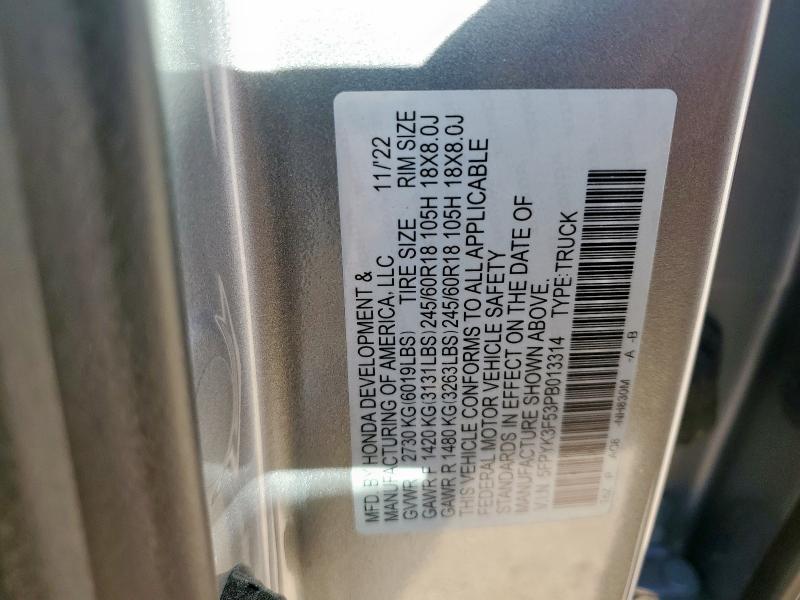 MFD. BY HONDA DEVELOPMENT &
MANUFACTURING OF AMERICA, LLC 11/'22
GVWR 2730 KG(6019LBS) TIRE SIZE RIM SIZE
GAWR F 1420 KG(3131LBS)245/60R18 105H 18X8.0J
GAWR R 1480 KG(3263LBS)245/60R18 105H 18X8.0J
THIS VEHICLE CONFORMS TO ALL APPLICABLE
FEDERAL MOTOR VEHICLE SAFETY
STANDARDS IN EFFECT ON THE DATE OF
MANUFACTURE SHOWN ABOVE.
V.I.N. 5FPYK3F53PB013314 TYPE: TRUCK
-NH830M -A -B